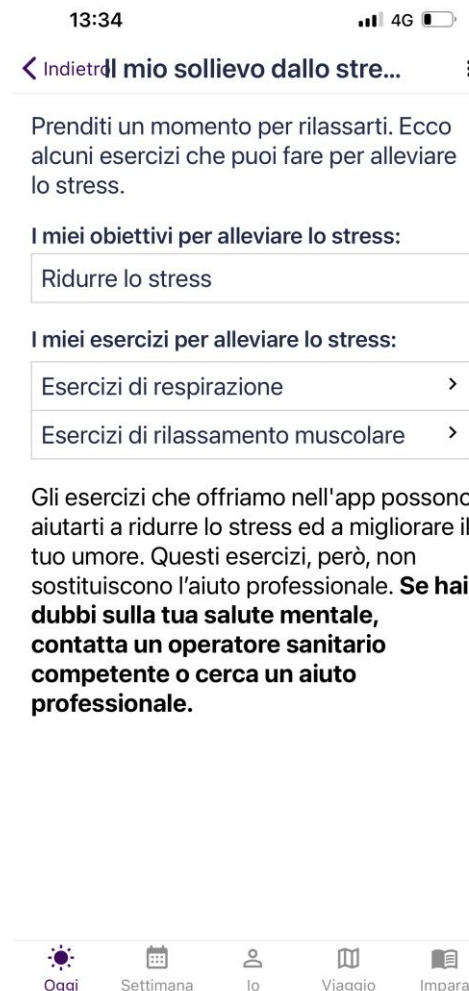 13:34
4G
Indietro
Il mio sollievo dallo stre...
Prenditi un momento per rilassarti. Ecco
alcuni esercizi che puoi fare per alleviare
lo stress.
I miei obiettivi per alleviare lo stress:
Ridurre lo stress
I miei esercizi per alleviare lo stress:
Esercizi di respirazione
Esercizi di rilassamento muscolare
Gli esercizi che offriamo nell'app possono
aiutarti a ridurre lo stress ed a migliorare il
tuo umore. Questi esercizi, però, non
sostituiscono l'aiuto professionale. Se hai
dubbi sulla tua salute mentale,
contatta un operatore sanitario
competente o cerca un aiuto
professionale.
Oggi
Settimana
Io
Viaggio
Impara